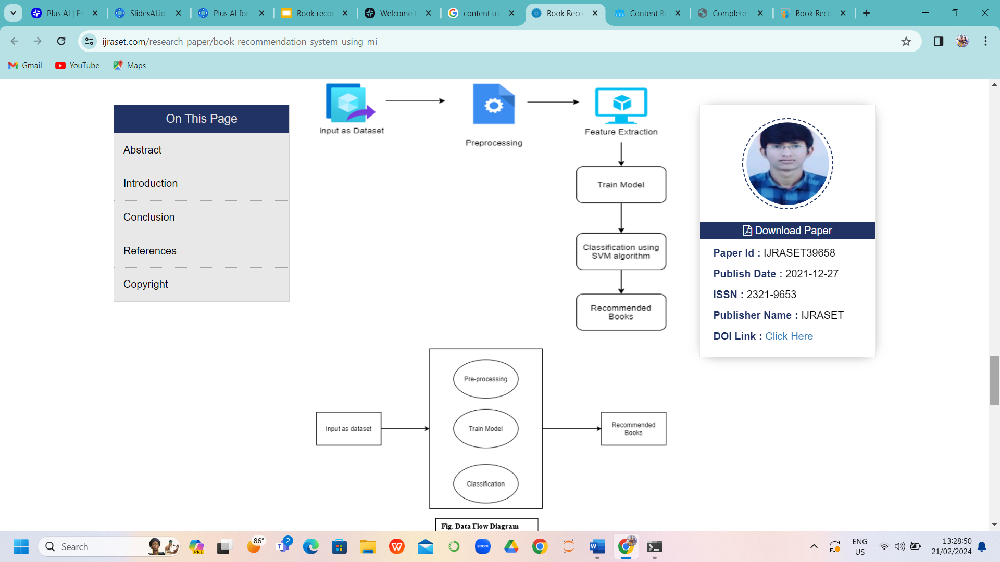 Plus AI | Fr
SlidesAI.io
Plus AI for
Book recor
Welcome t
content us
Book Reco
Content Ba
Complete
Book Reco
ijraset.com/research-paper/book-recommendation-system-using-mi
Gmail
YouTube
Maps
On This Page
Abstract
Introduction
Conclusion
References
Copyright
input as Dataset
Preprocessing
Feature Extraction
Train Model
Classification using
SVM algorithm
Recommended
Books
Input as dataset
Pre-processing
Train Model
Classification
Recommended
Books
Fig. Data Flow Diagram
Download Paper
Paper Id : IJRASET39658
Publish Date : 2021-12-27
ISSN : 2321-9653
Publisher Name : IJRASET
DOI Link : Click Here
Search
PRE
86°
2
zoom
ENG
US
13:28:50
21/02/2024